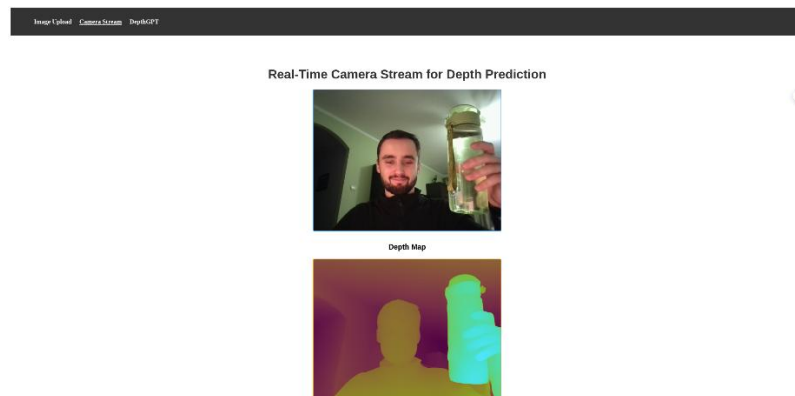 Image Upload Camera Stream DepthGPT
Real-Time Camera Stream for Depth Prediction
Depth Map